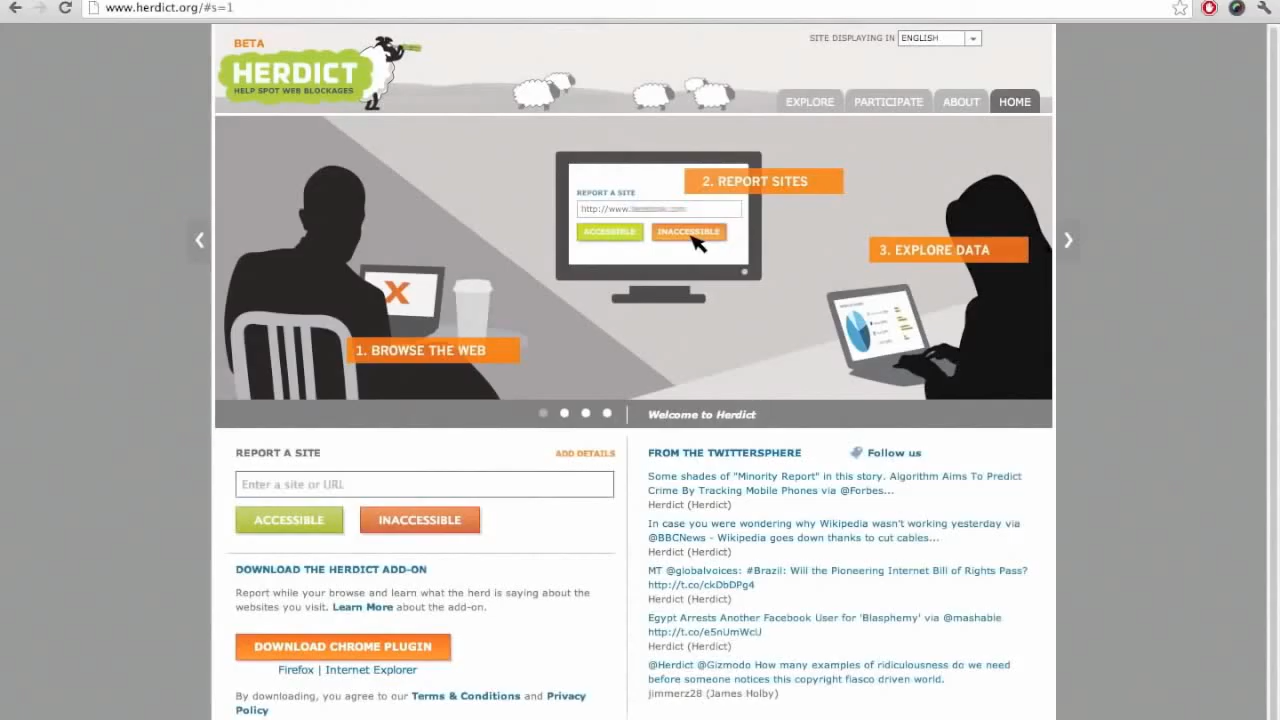 www.herdict.org/#s=1
BETA
HERDICT
HELP SPOT WEB BLOCKAGES
SITE DISPLAYING IN ENGLISH
EXPLORE PARTICIPATE ABOUT HOME
REPORT A SITE
http://www.
ACCESSIBLE INACCESSIBLE
2. REPORT SITES
3. EXPLORE DATA
X
1. BROWSE THE WEB
Welcome to Herdict
REPORT A SITE ADD DETAILS
Enter a site or URL
ACCESSIBLE INACCESSIBLE
DOWNLOAD THE HERDICT ADD-ON
Report while your browse and learn what the herd is saying about the
websites you visit. Learn More about the add-on.
DOWNLOAD CHROME PLUGIN
Firefox | Internet Explorer
By downloading, you agree to our Terms & Conditions and Privacy
Policy
FROM THE TWITTERSPHERE Follow us
Some shades of "Minority Report" in this story. Algorithm Aims To Predict
Crime By Tracking Mobile Phones via @Forbes...
Herdict (Herdict)
In case you were wondering why Wikipedia wasn't working yesterday via
@BBCNews - Wikipedia goes down thanks to cut cables...
Herdict (Herdict)
MT @globalvoices: #Brazil: Will the Pioneering Internet Bill of Rights Pass?
http://t.co/ckDbDPg4
Herdict (Herdict)
Egypt Arrests Another Facebook User for 'Blasphemy' via @mashable
http://t.co/e5nUmWciJ
Herdict (Herdict)
@Herdict @Gizmodo How many examples of ridiculousness do we need
before someone notices this copyright fiasco driven world.
jimmerz28 (James Holby)